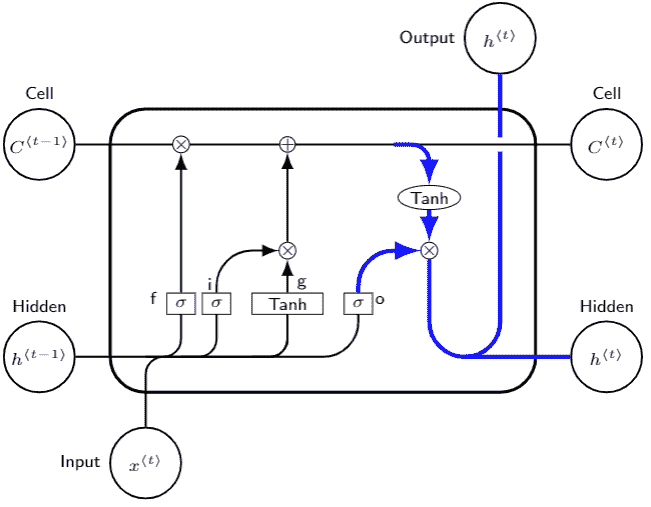 Output
h⟨t⟩
Cell
Cell
C⟨t−1⟩
×
+
C⟨t⟩
Tanh
×
×
i
g
f
σ
σ
Tanh
σ
o
Hidden
Hidden
h⟨t−1⟩
h⟨t⟩
Input
x⟨t⟩